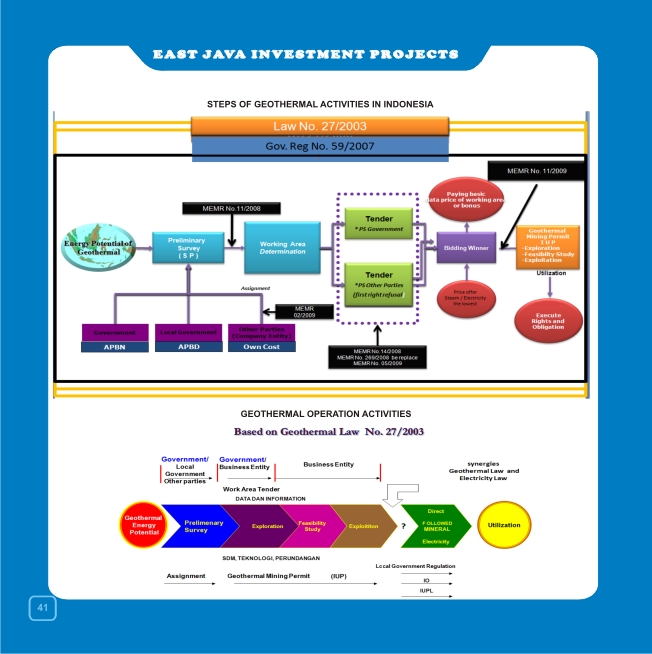 EAST JAVA INVESTMENT PROJECTS
STEPS OF GEOTHERMAL ACTIVITIES IN INDONESIA
Law No. 27/2003
Gov. Reg No. 59/2007
MEMR No. 11/2009
MEMR No.11/2008
Paying basic
data price of working area
or bonus
Tender
*PS Government
Energy Potential of
Geothermal
Preliminary
Survey
( S P )
Working Area
Determination
Bidding Winner
Geothermal
Mining Permit
I U P
-Exploration
-Feasibilty Study
-Exploitation
Utilization
Tender
*PS Other Parties
(first right refusal)
Assignment
Price offer
Steam / Electricity
the lowest
MEMR
02/2009
Execute
Rights and
Obligation
Government
APBN
Local Government
APBD
Other Parties
(Company Entity)
Own Cost
MEMR No.14/2008
MEMR No. 269/2008 be replace
MEMR No. 05/2009
GEOTHERMAL OPERATION ACTIVITIES
Based on Geothermal Law No. 27/2003
Government/
Local
Government
Other parties
Government/
Business Entity
Business Entity
synergies
Geothermal Law and
Electricity Law
Work Area Tender
DATA DAN INFORMATION
Geothermal
Energy
Potential
Prelimenary
Survey
Exploration
Feasibility
Study
Exploitition
?
Direct
FOLLOWED
MINERAL
Electricity
Utilization
SDM, TEKNOLOGI, PERUNDANGAN
Local Government Regulation
Assignment
Geothermal Mining Permit (IUP)
IO
IUPL
41